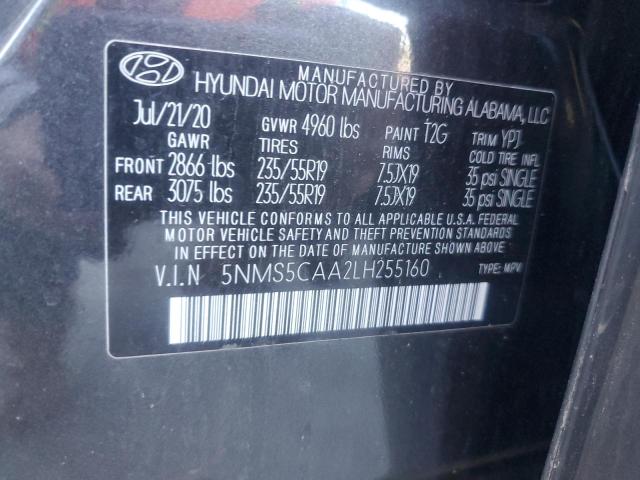 MANUFACTURED BY
HYUNDAI MOTOR MANUFACTURING ALABAMA, LLC
Jul/21/20 GVWR 4960 lbs PAINT T2G TRIM YPJ
GAWR TIRES RIMS COLD TIRE INFL
FRONT 2866 lbs 235/55R19 7.5JX19 35 psi SINGLE
REAR 3075 lbs 235/55R19 7.5JX19 35 psi SINGLE
THIS VEHICLE CONFORMS TO ALL APPLICABLE U.S.A. FEDERAL
MOTOR VEHICLE SAFETY AND THEFT PREVENTION STANDARDS
IN EFFECT ON THE DATE OF MANUFACTURE SHOWN ABOVE.
V.I.N 5NMS5CAA2LH255160 TYPE: MPV